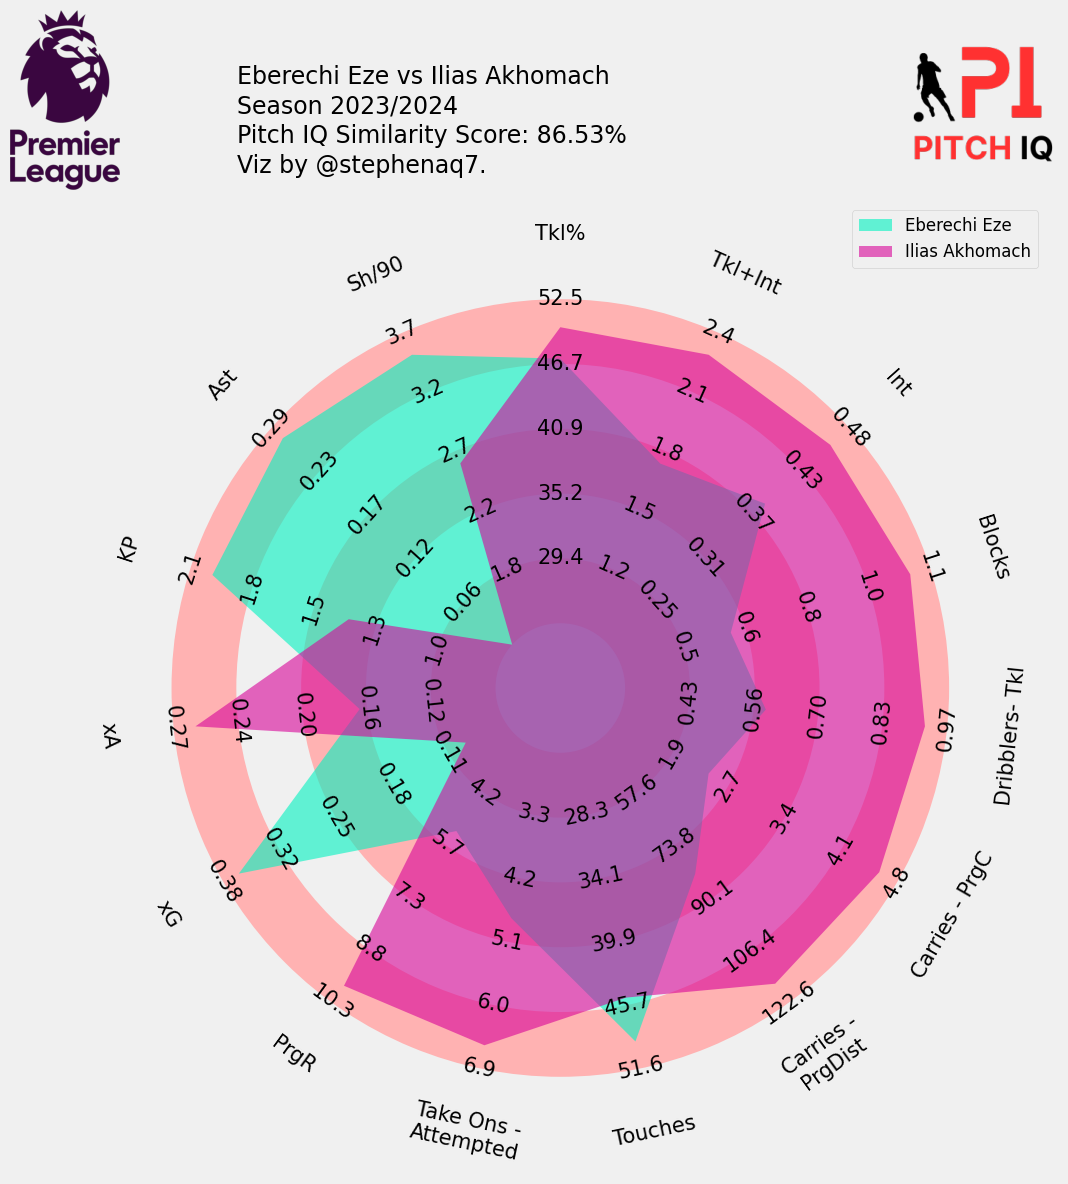 Premier
League
Eberechi Eze vs Ilias Akhomach
Season 2023/2024
Pitch IQ Similarity Score: 86.53%
Viz by @stephenaq7.
PI
PITCH IQ
Eberechi Eze
Ilias Akhomach
Tkl%
52.5
46.7
40.9
35.2
29.4
Tkl+Int
2.4
2.1
1.8
1.5
1.2
Int
0.48
0.43
0.37
0.31
0.25
Blocks
1.1
1.0
0.8
0.6
0.5
Dribblers- Tkl
0.97
0.83
0.70
0.56
0.43
Carries - PrgC
4.8
4.1
3.4
2.7
1.9
Carries -
PrgDist
122.6
106.4
90.1
73.8
57.6
Touches
51.6
45.7
39.9
34.1
28.3
Take Ons -
Attempted
6.9
6.0
5.1
4.2
3.3
PrgR
10.3
8.8
7.3
5.7
4.2
xG
0.38
0.32
0.25
0.18
0.11
xA
0.27
0.24
0.20
0.16
0.12
KP
2.1
1.8
1.5
1.3
1.0
Ast
0.29
0.23
0.17
0.12
0.06
Sh/90
3.7
3.2
2.7
2.2
1.8